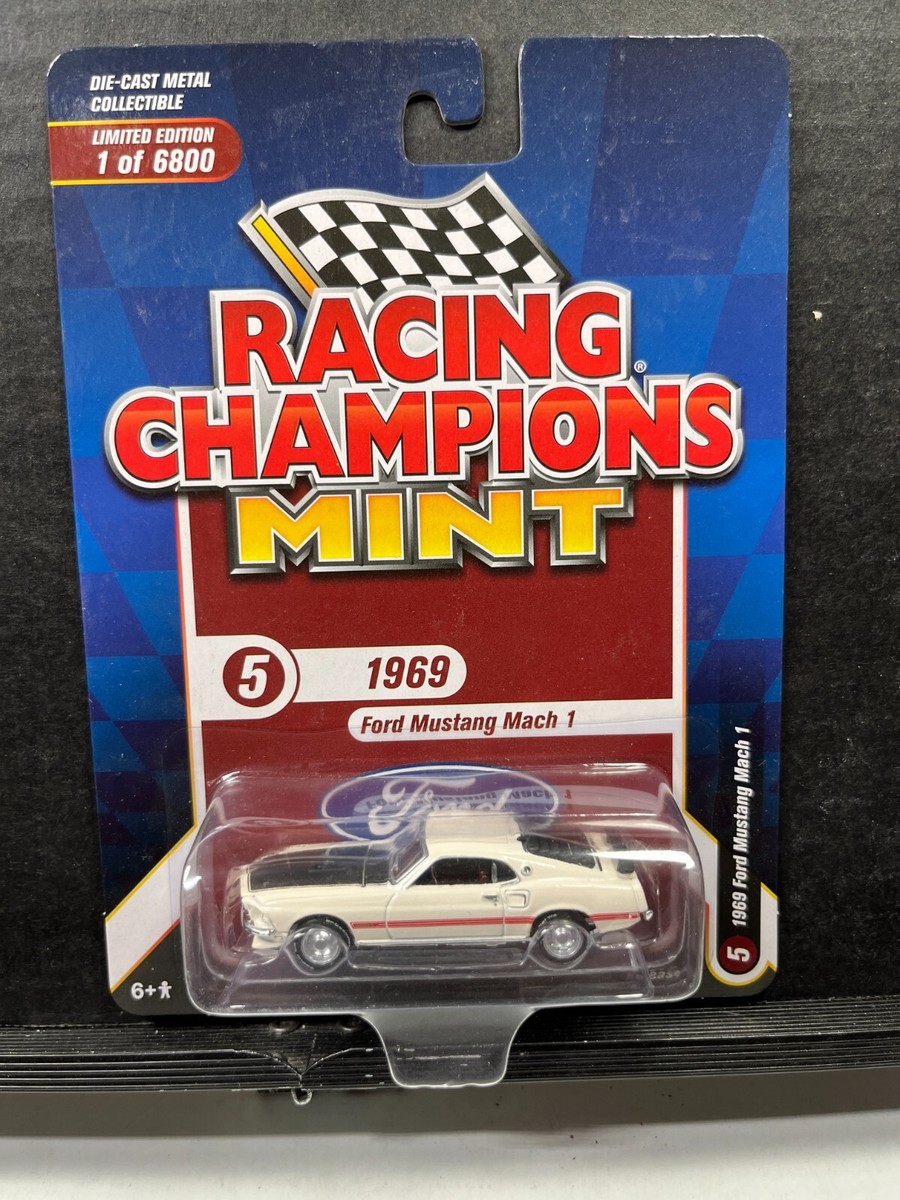 DIE-CAST METAL
COLLECTIBLE
LIMITED EDITION
1 of 6800
RACING
CHAMPIONS
MINT
®
5
1969
Ford Mustang Mach 1
Ford
5 1969 Ford Mustang Mach 1
6+